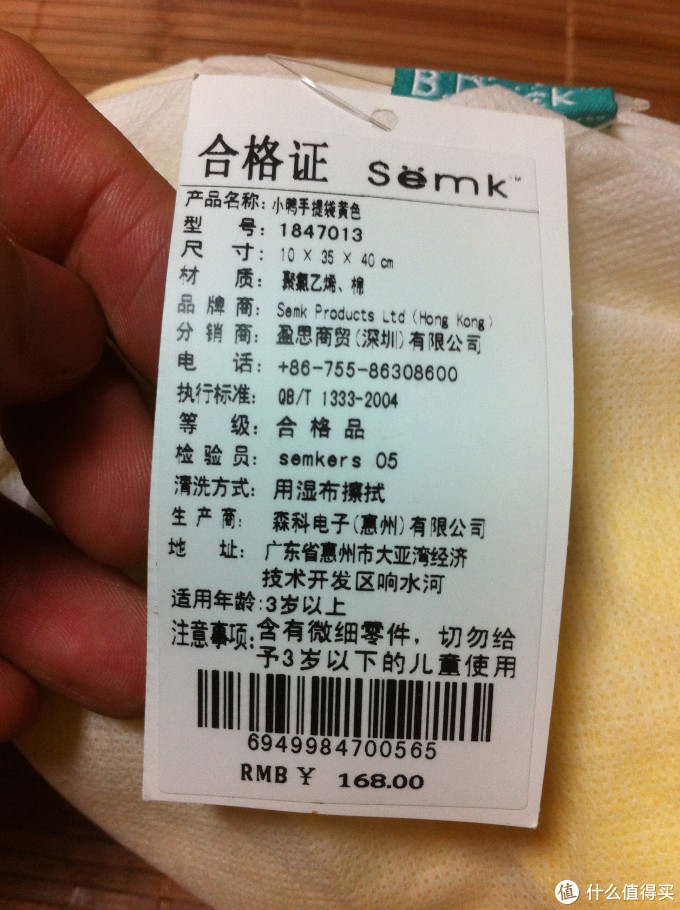 合格证 Sëmk™
产品名称: 小鸭手提袋黄色
型 号: 1847013
尺 寸: 10 × 35 × 40 cm
材 质: 聚氯乙烯、棉
品 牌 商: Semk Products Ltd (Hong Kong)
分 销 商: 盈思商贸(深圳)有限公司
电 话: +86-755-86308600
执行标准: QB/T 1333-2004
等 级: 合格品
检 验 员: semkers 05
清洗方式: 用湿布擦拭
生 产 商: 森科电子(惠州)有限公司
地 址: 广东省惠州市大亚湾经济
技术开发区响水河
适用年龄:3岁以上
注意事项:含有微细零件，切勿给
予3岁以下的儿童使用
6949984700565
RMB ¥ 168.00
值 什么值得买